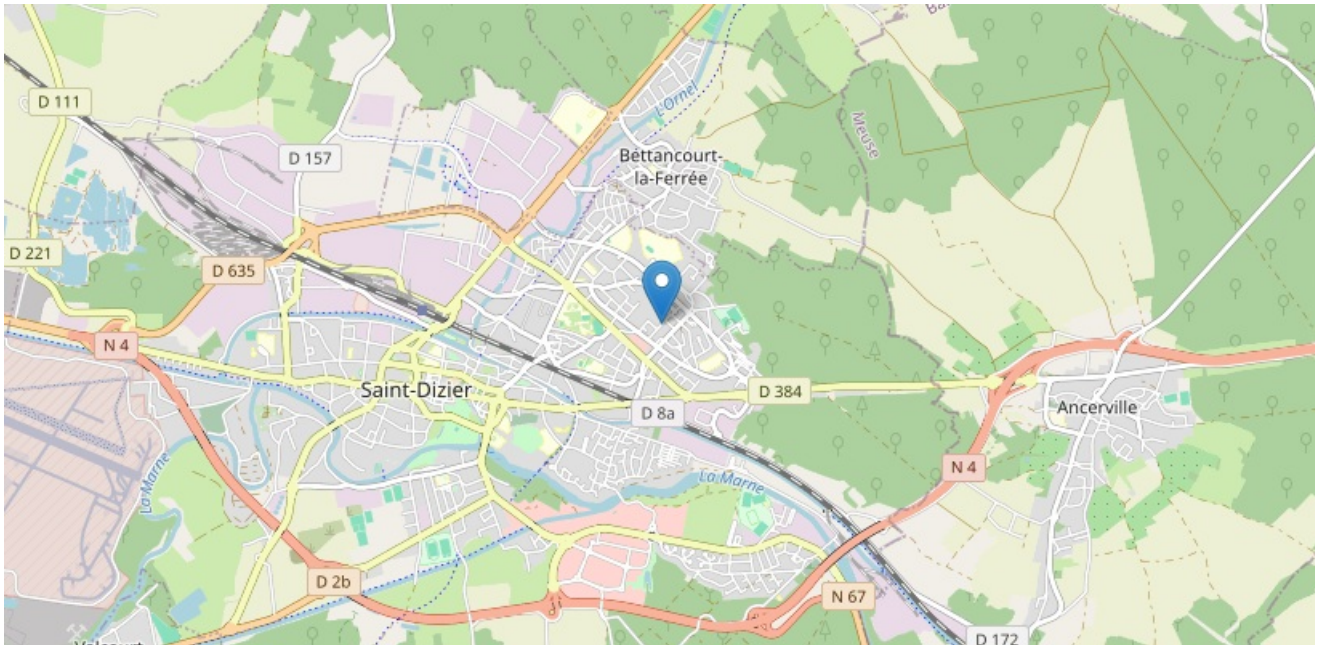 Ba
D 111
L'Ornel
Meuse
D 157
Bettancourt-
la-Ferrée
D 221
D 635
N 4
Saint-Dizier
D 384
D 8a
Ancerville
La Marne
La Marne
N 4
D 2b
N 67
D 172